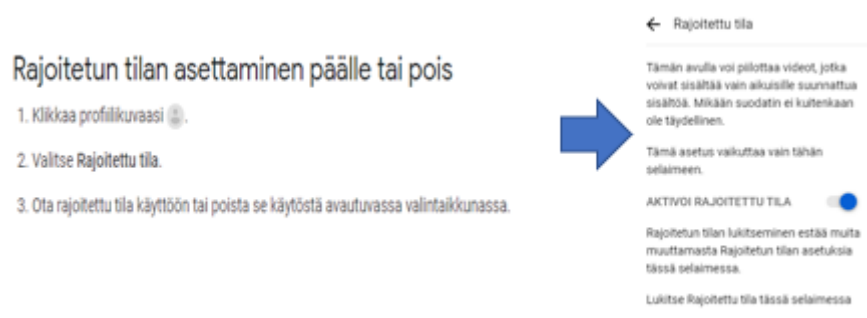 Rajoitetun tilan asettaminen päälle tai pois
1. Klikkaa profiilikuvaasi.
2. Valitse Rajoitettu tila.
3. Ota rajoitettu tila käyttöön tai poista se käytöstä avautuvassa valintaikkunassa.
Rajoitettu tila
Tämän avulla voi piilottaa videot, jotka
voivat sisältää vain aikuisille suunnattua
sisältöä. Mikään suodatin ei kuitenkaan
ole täydellinen.
Tämä asetus vaikuttaa vain tähän
selaimeen.
AKTIVOI RAJOITETTU TILA
Rajoitetun tilan lukitseminen estää muita
muuttamasta Rajoitetun tilan asetuksia
tässä selaimessa.
Lukitse Rajoitettu tila tässä selaimessa